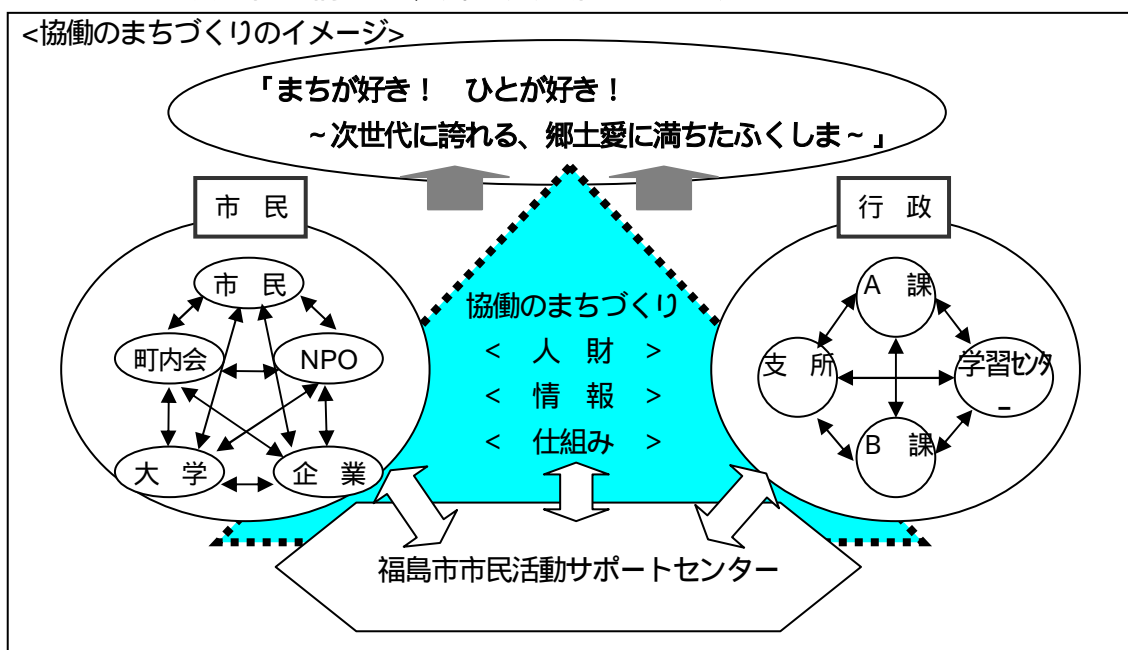 <協働のまちづくりのイメージ>
「まちが好き！　ひとが好き！
～次世代に誇れる、郷土愛に満ちたふくしま～」
市　民
行　政
市　民
町内会
NPO
大　学
企　業
協働のまちづくり
<　人　財　>
<　情　報　>
<　仕組み　>
A　課
支　所
学習センタ
ー
B　課
福島市市民活動サポートセンター